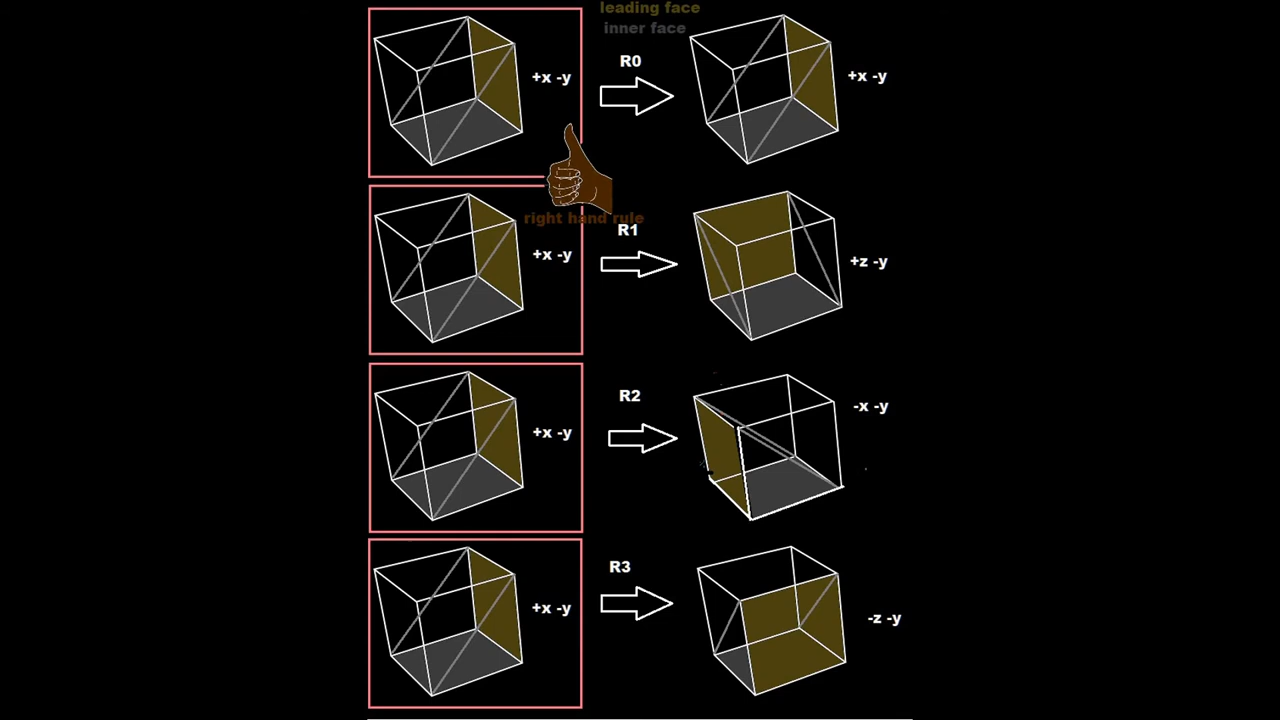 leading face
inner face
+x -y
R0
+x -y
right hand rule
+x -y
R1
+z -y
+x -y
R2
-x -y
+x -y
R3
-z -y